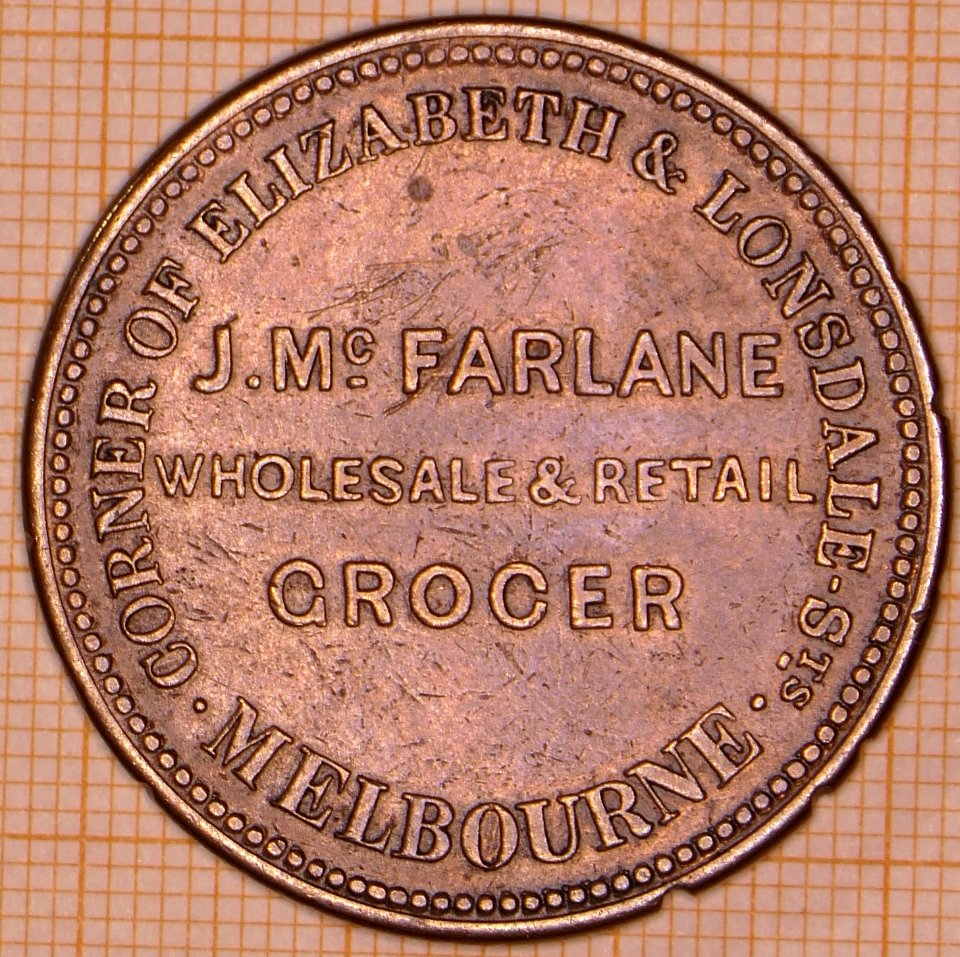 CORNER OF ELIZABETH & LONSDALE-STS.
J. Mc FARLANE
WHOLESALE & RETAIL
GROCER
· MELBOURNE ·